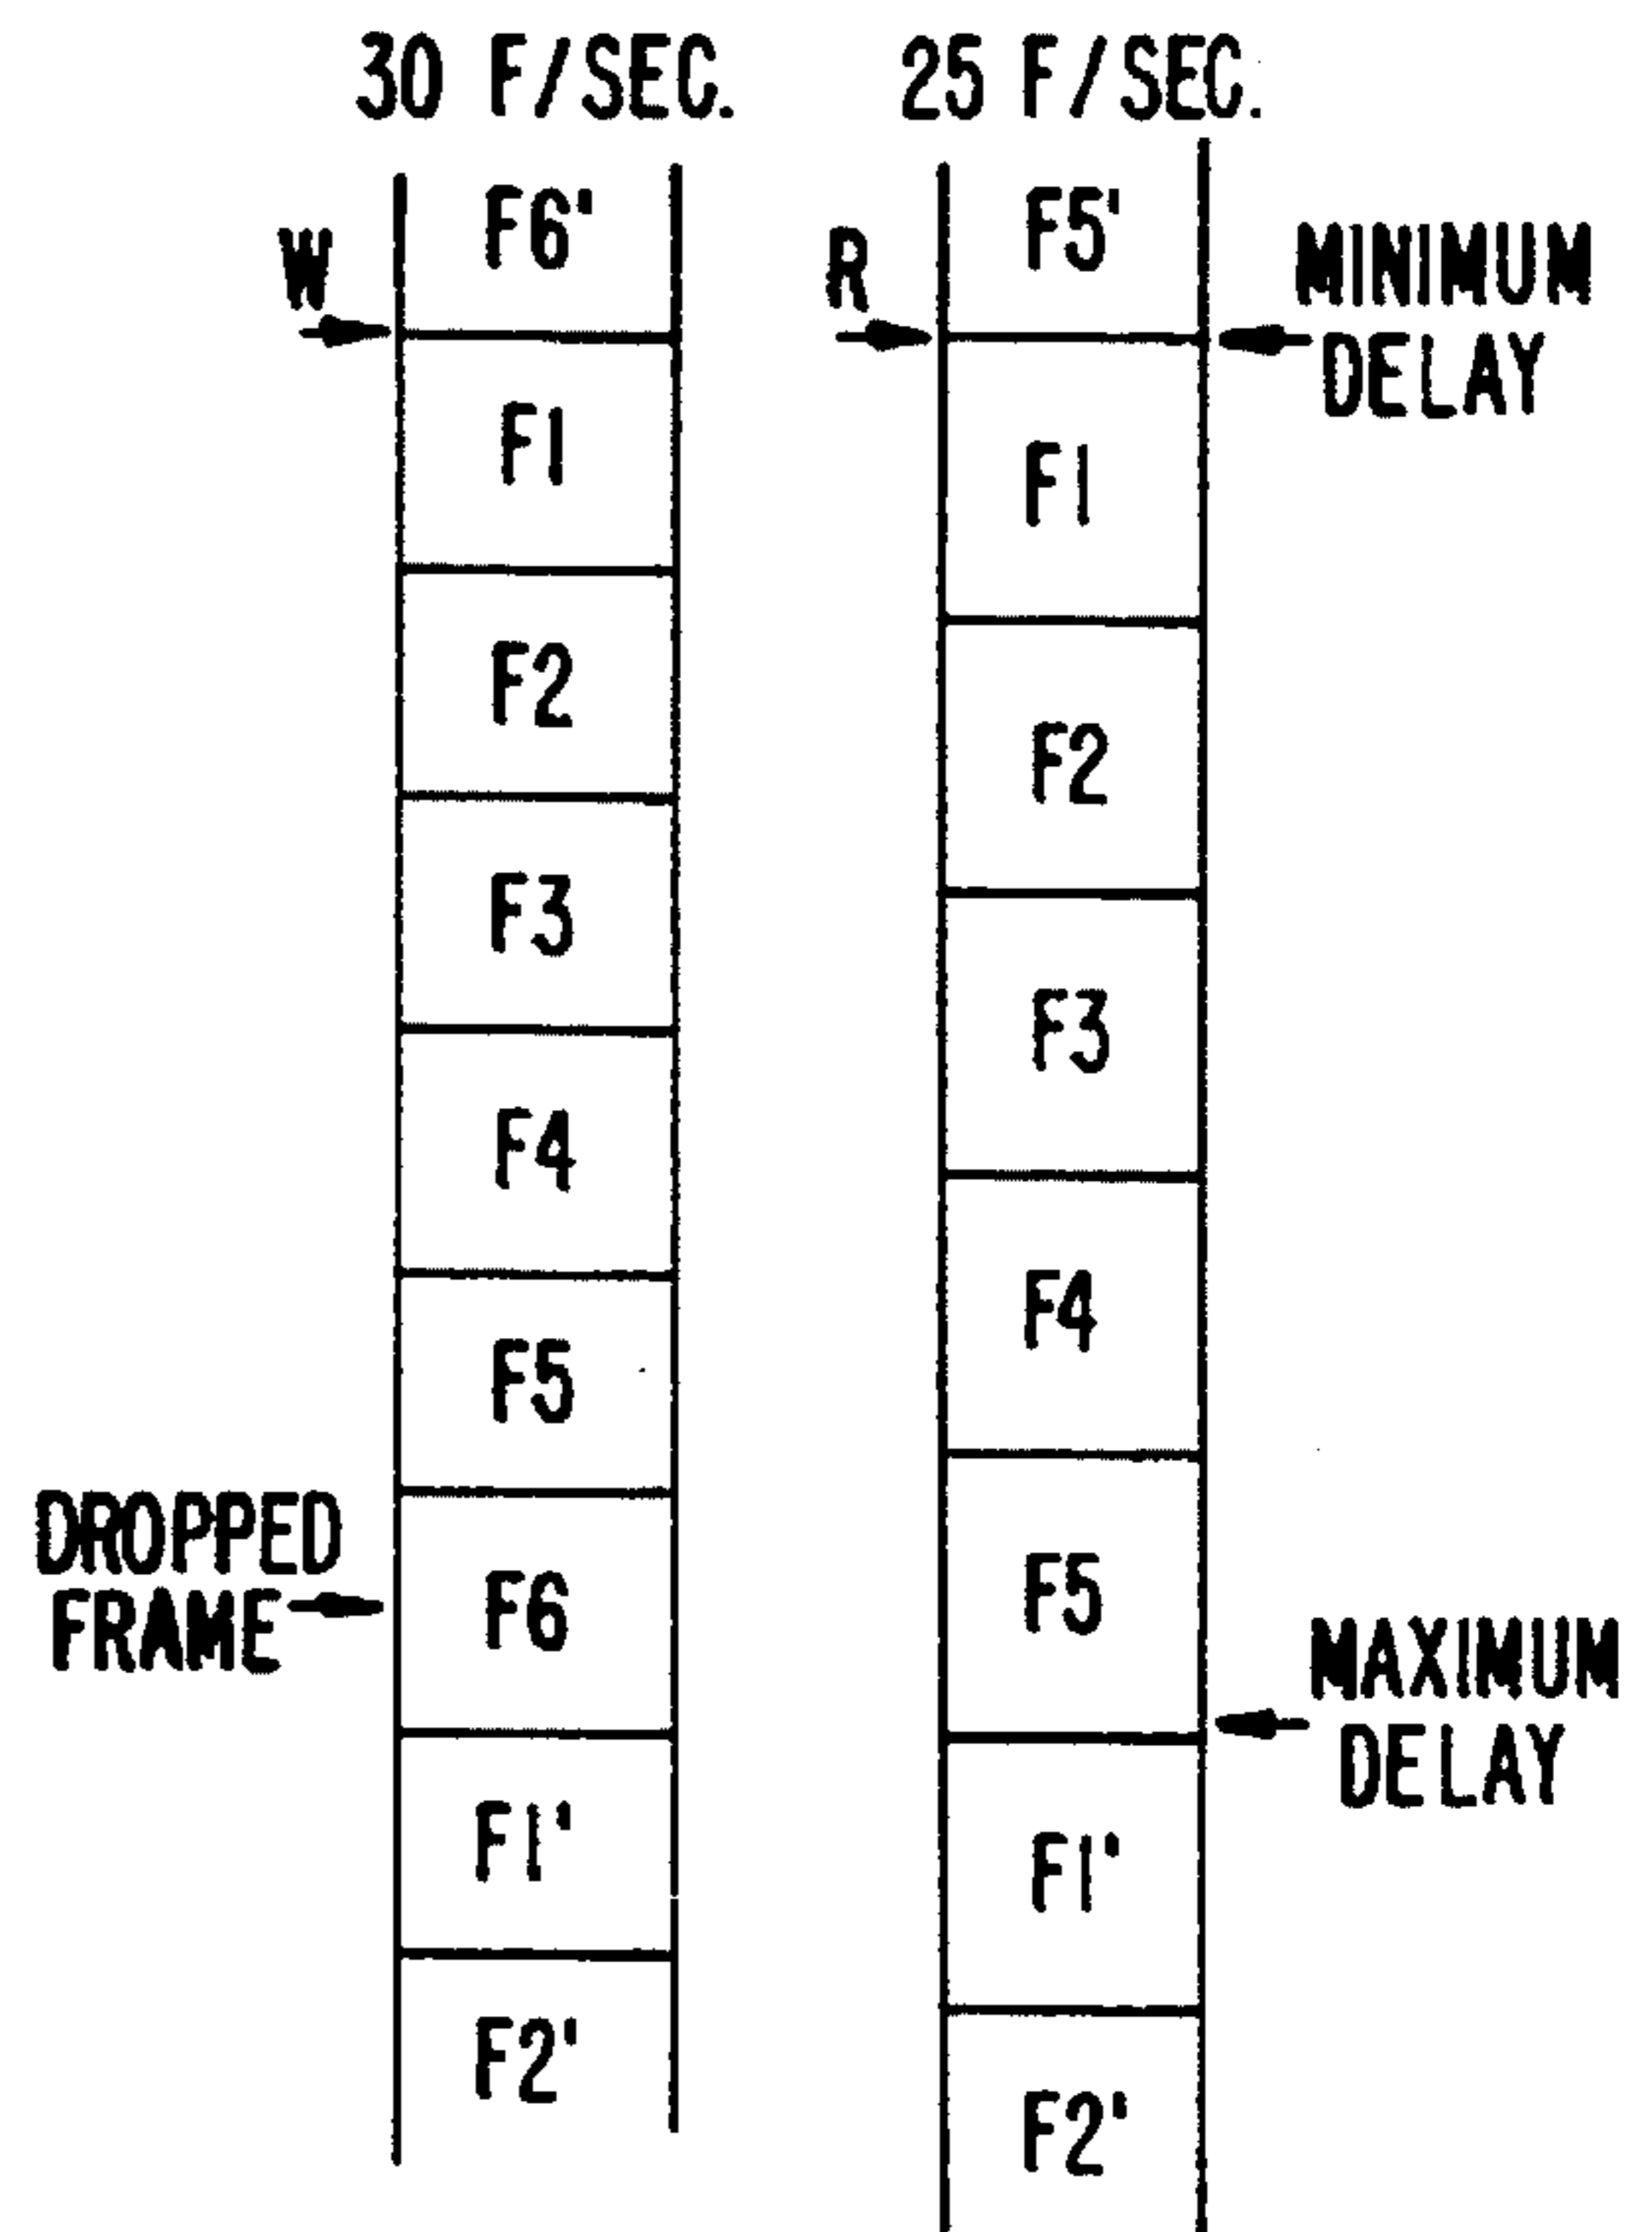 30 F/SEC.
25 F/SEC.
F6'
F5'
W
R
MINIMUM
DELAY
F1
F1
F2
F2
F3
F3
F4
F4
F5
F5
DROPPED
FRAME
F6
MAXIMUM
DELAY
F1'
F1'
F2'
F2'